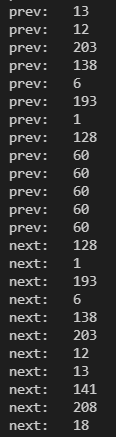 prev: 13
prev: 12
prev: 203
prev: 138
prev: 6
prev: 193
prev: 1
prev: 128
prev: 60
prev: 60
prev: 60
prev: 60
prev: 60
next: 128
next: 1
next: 193
next: 6
next: 138
next: 203
next: 12
next: 13
next: 141
next: 208
next: 18